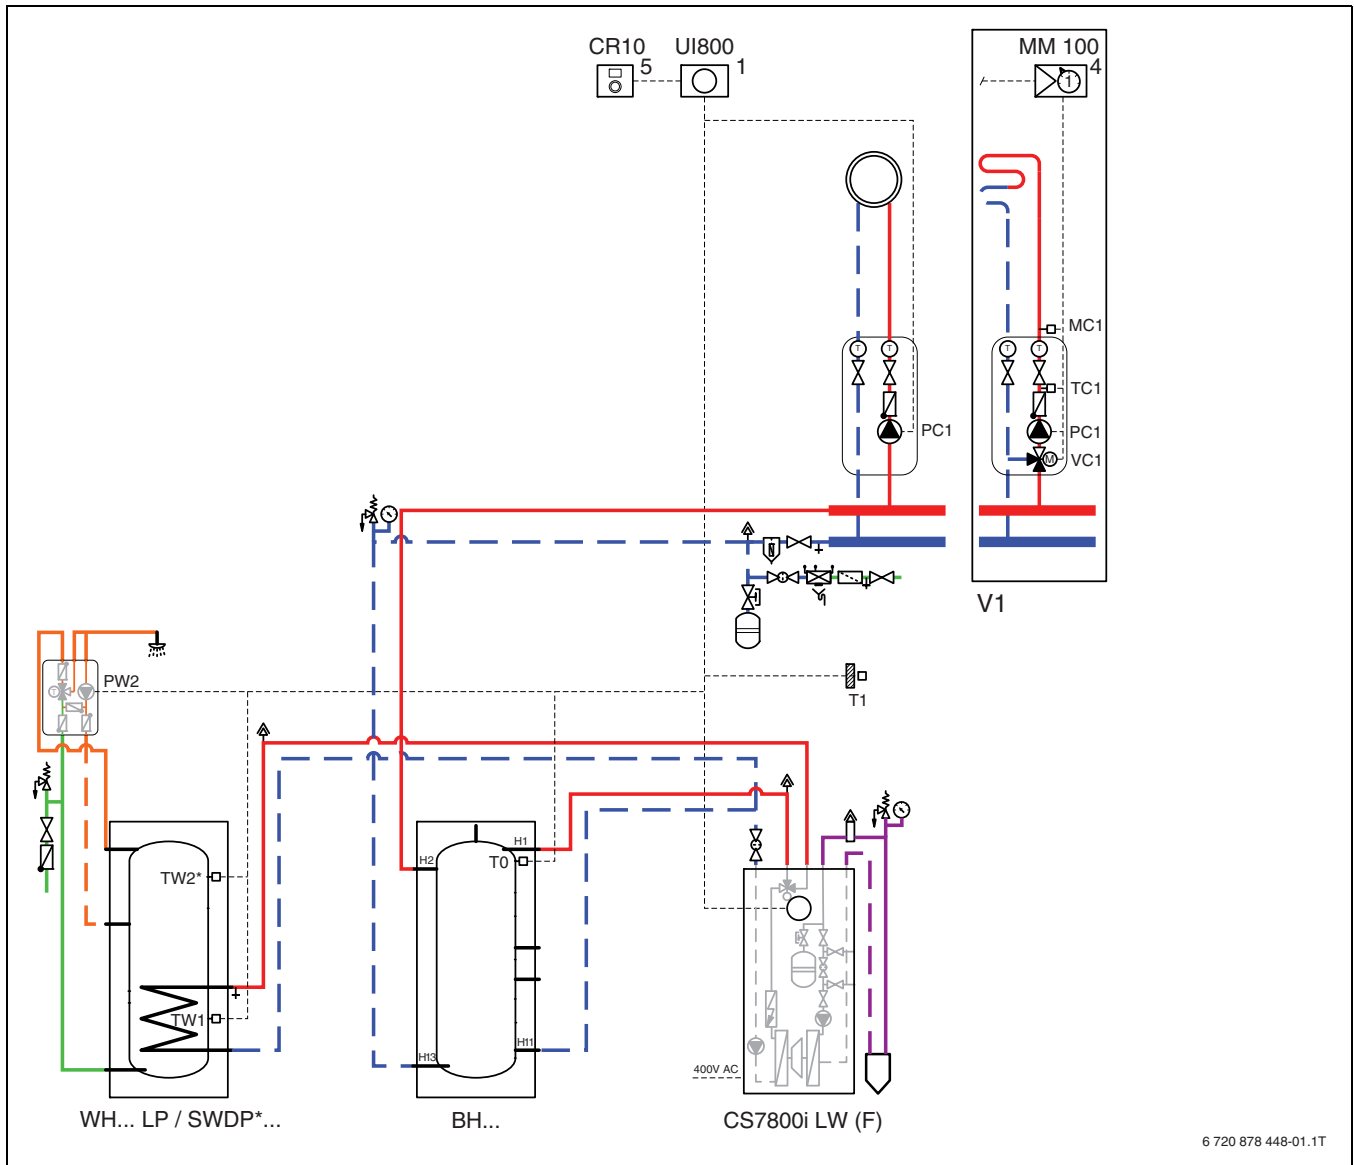 CR10 UI800
5 1
MM 100
4
1
MC1
T T T T
TC1
PC1 PC1
M VC1
V1
PW2
T
T1
H1
H2 T0
TW2*
TW1
H11
H13
400V AC
WH... LP / SWDP*...
BH...
CS7800i LW (F)
6 720 878 448-01.1T